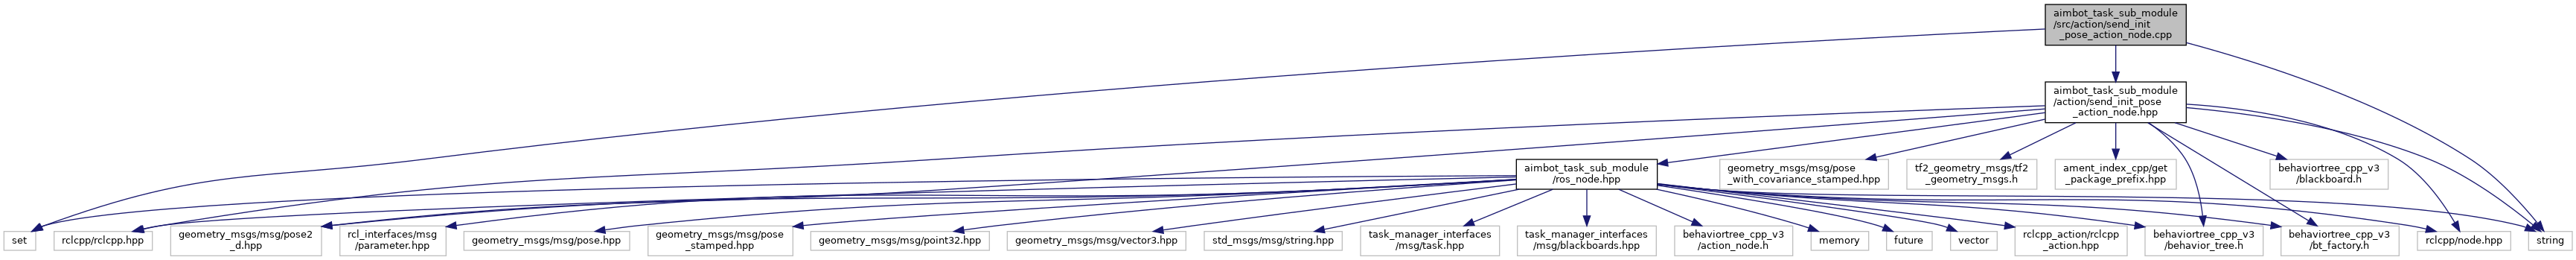 aimbot_task_sub_module
/src/action/send_init
_pose_action_node.cpp
aimbot_task_sub_module
/action/send_init_pose
_action_node.hpp
aimbot_task_sub_module
/ros_node.hpp
geometry_msgs/msg/pose
_with_covariance_stamped.hpp
tf2_geometry_msgs/tf2
_geometry_msgs.h
ament_index_cpp/get
_package_prefix.hpp
behaviortree_cpp_v3
/blackboard.h
set
rclcpp/rclcpp.hpp
geometry_msgs/msg/pose2
_d.hpp
rcl_interfaces/msg
/parameter.hpp
geometry_msgs/msg/pose.hpp
geometry_msgs/msg/pose
_stamped.hpp
geometry_msgs/msg/point32.hpp
geometry_msgs/msg/vector3.hpp
std_msgs/msg/string.hpp
task_manager_interfaces
/msg/task.hpp
task_manager_interfaces
/msg/blackboards.hpp
behaviortree_cpp_v3
/action_node.h
memory
future
vector
rclcpp_action/rclcpp
_action.hpp
behaviortree_cpp_v3
/behavior_tree.h
behaviortree_cpp_v3
/bt_factory.h
rclcpp/node.hpp
string